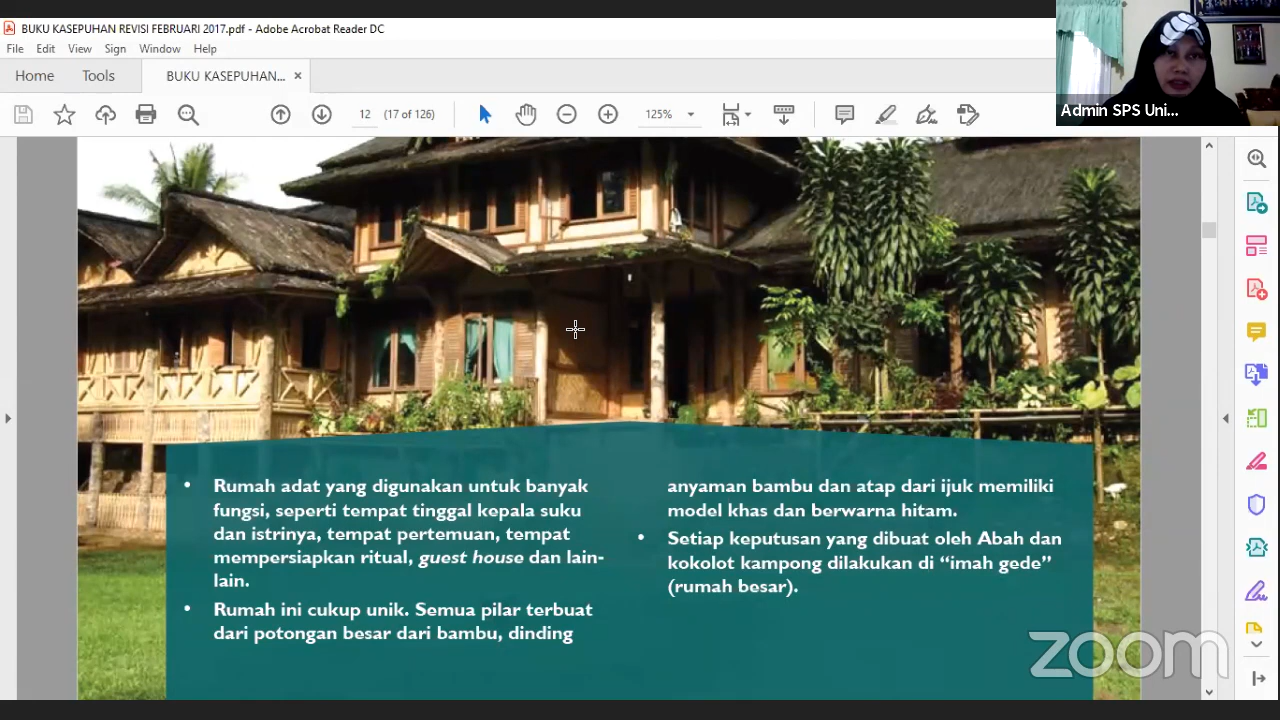 BUKU KASEPUHAN REVISI FEBRUARI 2017.pdf - Adobe Acrobat Reader DC
File Edit View Sign Window Help
Home Tools BUKU KASEPUHAN... ×
12 (17 of 126) 125%
Admin SPS Uni...
• Rumah adat yang digunakan untuk banyak
fungsi, seperti tempat tinggal kepala suku
dan istrinya, tempat pertemuan, tempat
mempersiapkan ritual, guest house dan lain-
lain.
• Rumah ini cukup unik. Semua pilar terbuat
dari potongan besar dari bambu, dinding
anyaman bambu dan atap dari ijuk memiliki
model khas dan berwarna hitam.
• Setiap keputusan yang dibuat oleh Abah dan
kokolot kampong dilakukan di “imah gede”
(rumah besar).
zoom